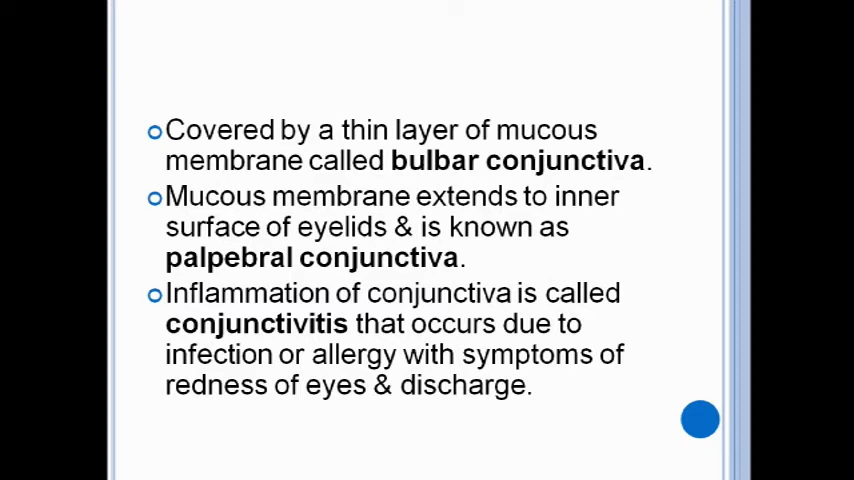 Covered by a thin layer of mucous
membrane called bulbar conjunctiva.
Mucous membrane extends to inner
surface of eyelids & is known as
palpebral conjunctiva.
Inflammation of conjunctiva is called
conjunctivitis that occurs due to
infection or allergy with symptoms of
redness of eyes & discharge.